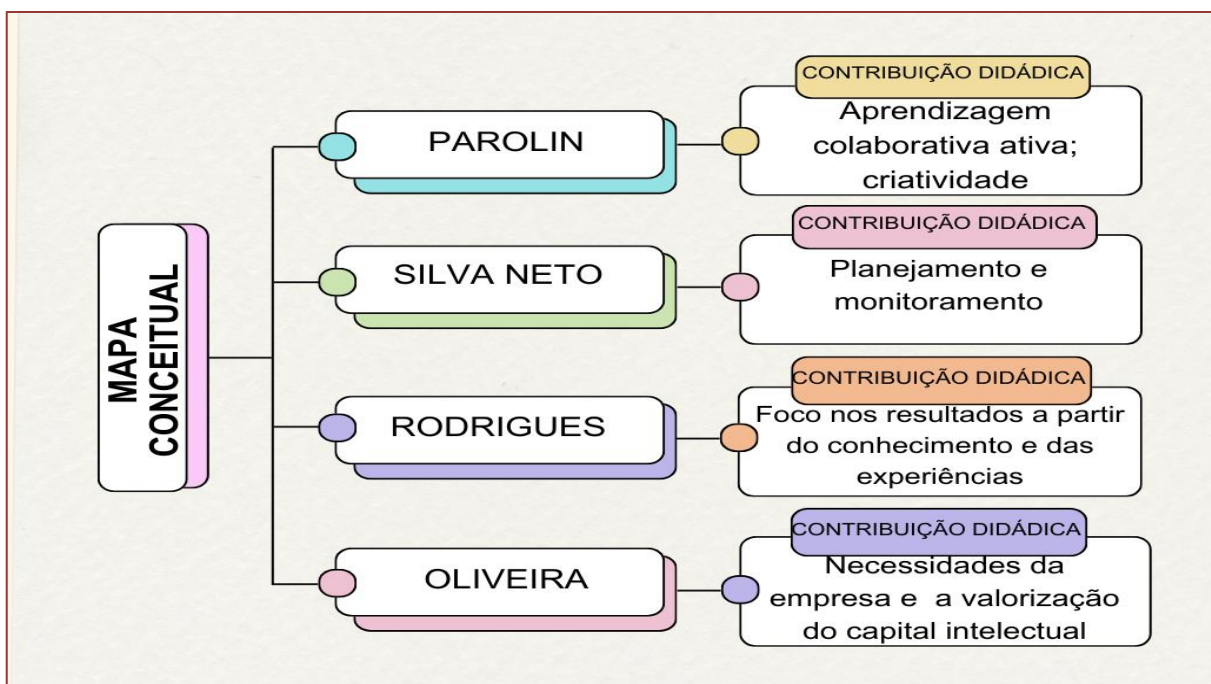 MAPA
CONCEITUAL
PAROLIN
CONTRIBUIÇÃO DIDÁDICA
Aprendizagem
colaborativa ativa;
criatividade
SILVA NETO
CONTRIBUIÇÃO DIDÁDICA
Planejamento e
monitoramento
RODRIGUES
CONTRIBUIÇÃO DIDÁDICA
Foco nos resultados a partir
do conhecimento e das
experiências
OLIVEIRA
CONTRIBUIÇÃO DIDÁDICA
Necessidades da
empresa e a valorização
do capital intelectual